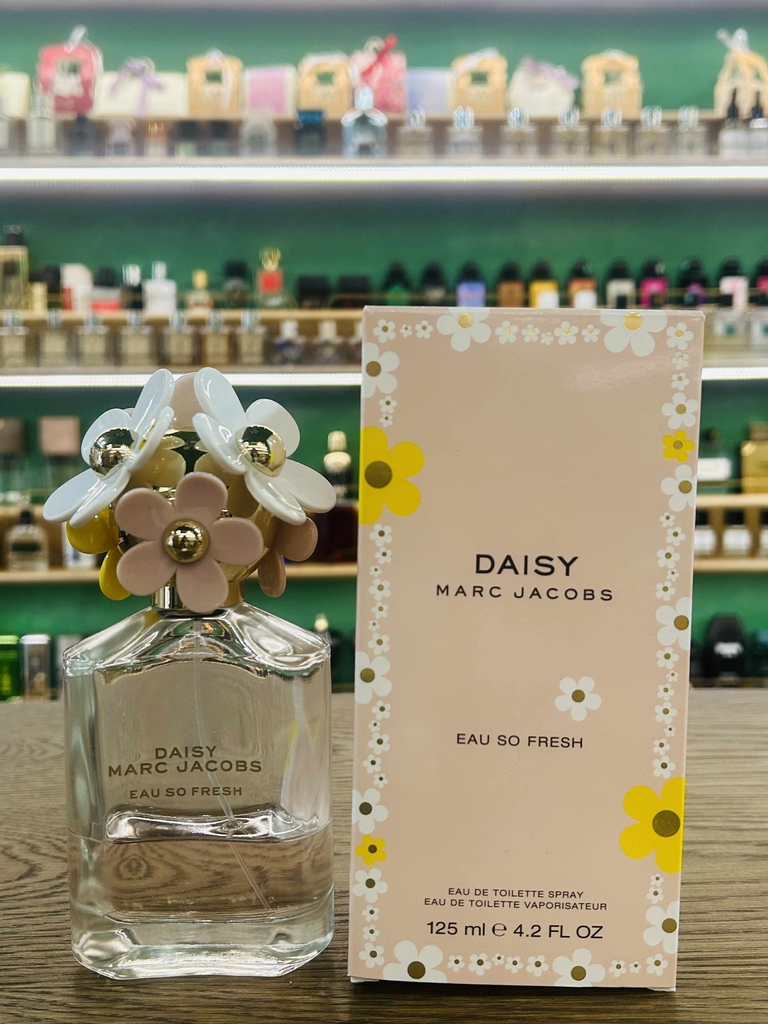 DAISY
MARC JACOBS
EAU SO FRESH
DAISY
MARC JACOBS
EAU SO FRESH
EAU DE TOILETTE SPRAY
EAU DE TOILETTE VAPORISATEUR
125 ml ℮ 4.2 FL OZ